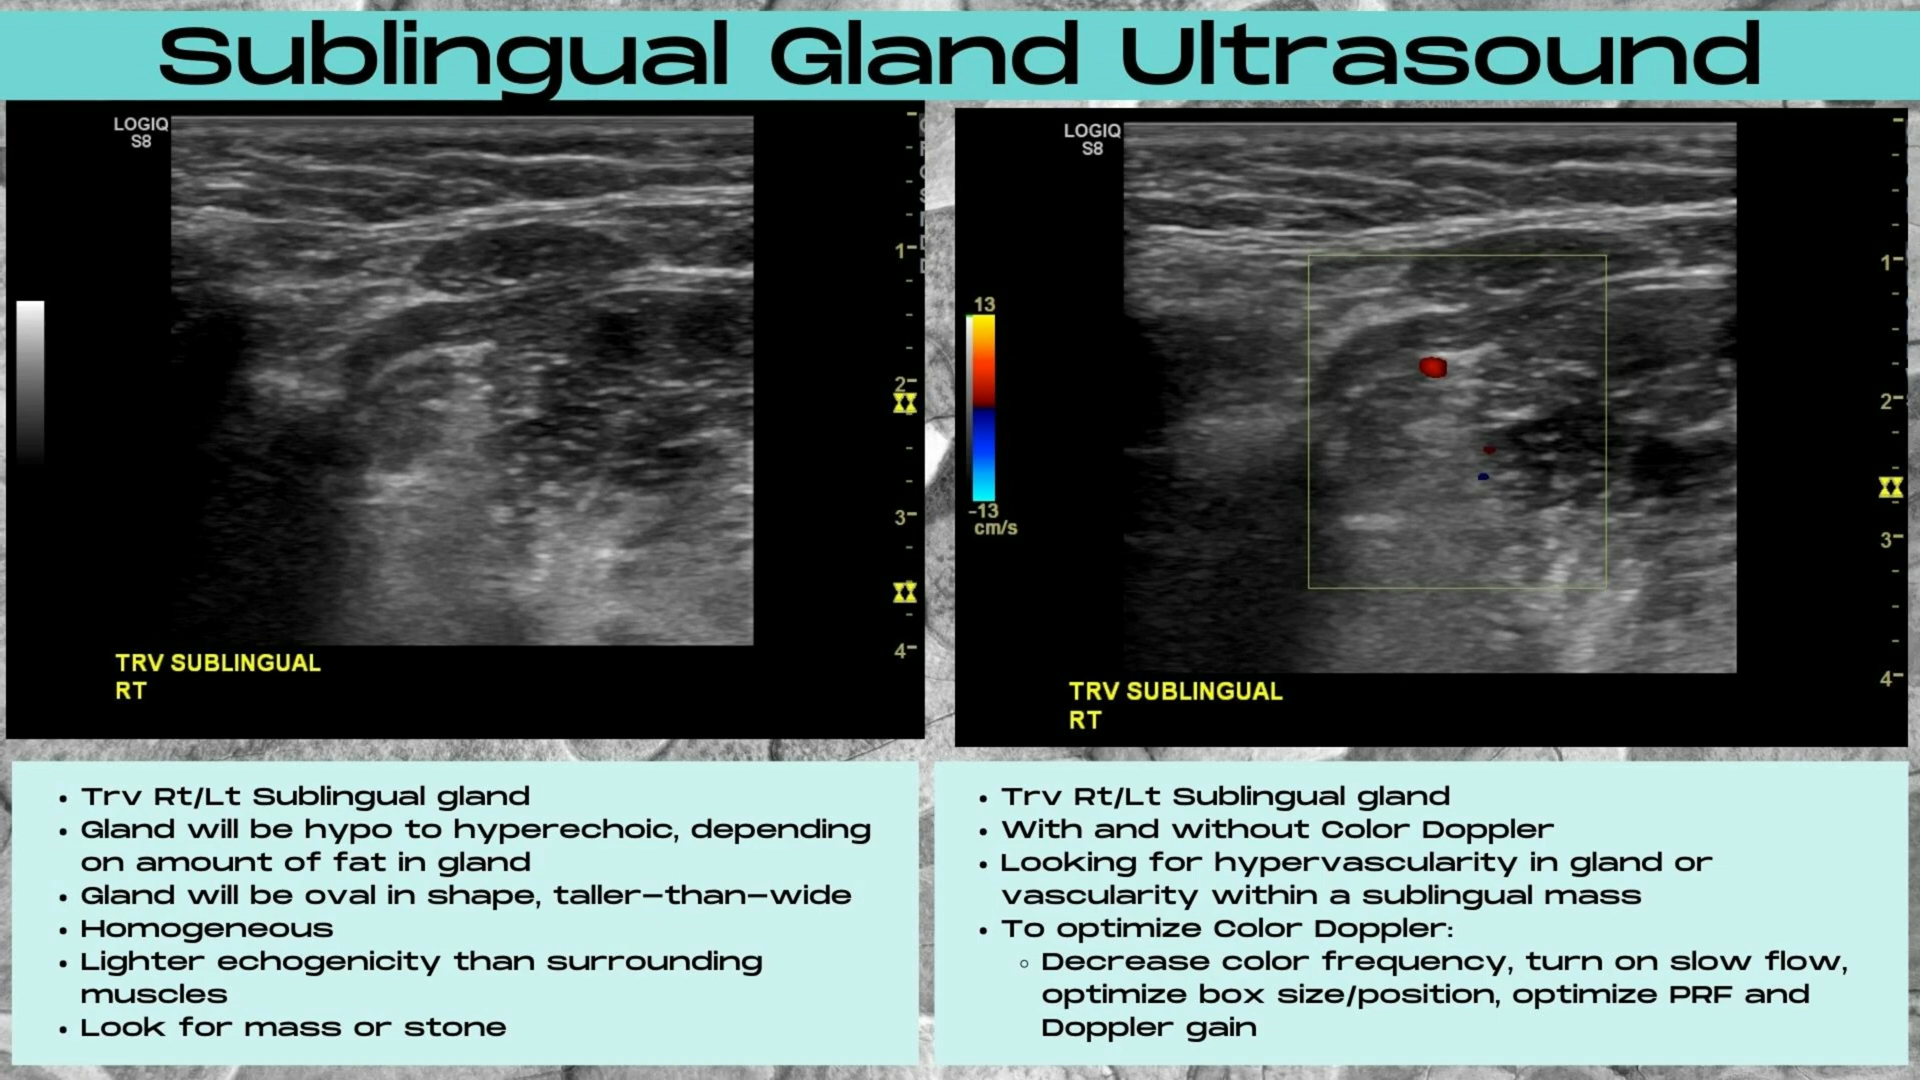 Sublingual Gland Ultrasound
LOGIQ
S8
1
2
3
4
TRV SUBLINGUAL
RT
LOGIQ
S8
13
-13
cm/s
1
2
3
4
TRV SUBLINGUAL
RT
• Trv Rt/Lt Sublingual gland
• Gland will be hypo to hyperechoic, depending
on amount of fat in gland
• Gland will be oval in shape, taller-than-wide
• Homogeneous
• Lighter echogenicity than surrounding
muscles
• Look for mass or stone
• Trv Rt/Lt Sublingual gland
• With and without Color Doppler
• Looking for hypervascularity in gland or
vascularity within a sublingual mass
• To optimize Color Doppler:
◦ Decrease color frequency, turn on slow flow,
optimize box size/position, optimize PRF and
Doppler gain